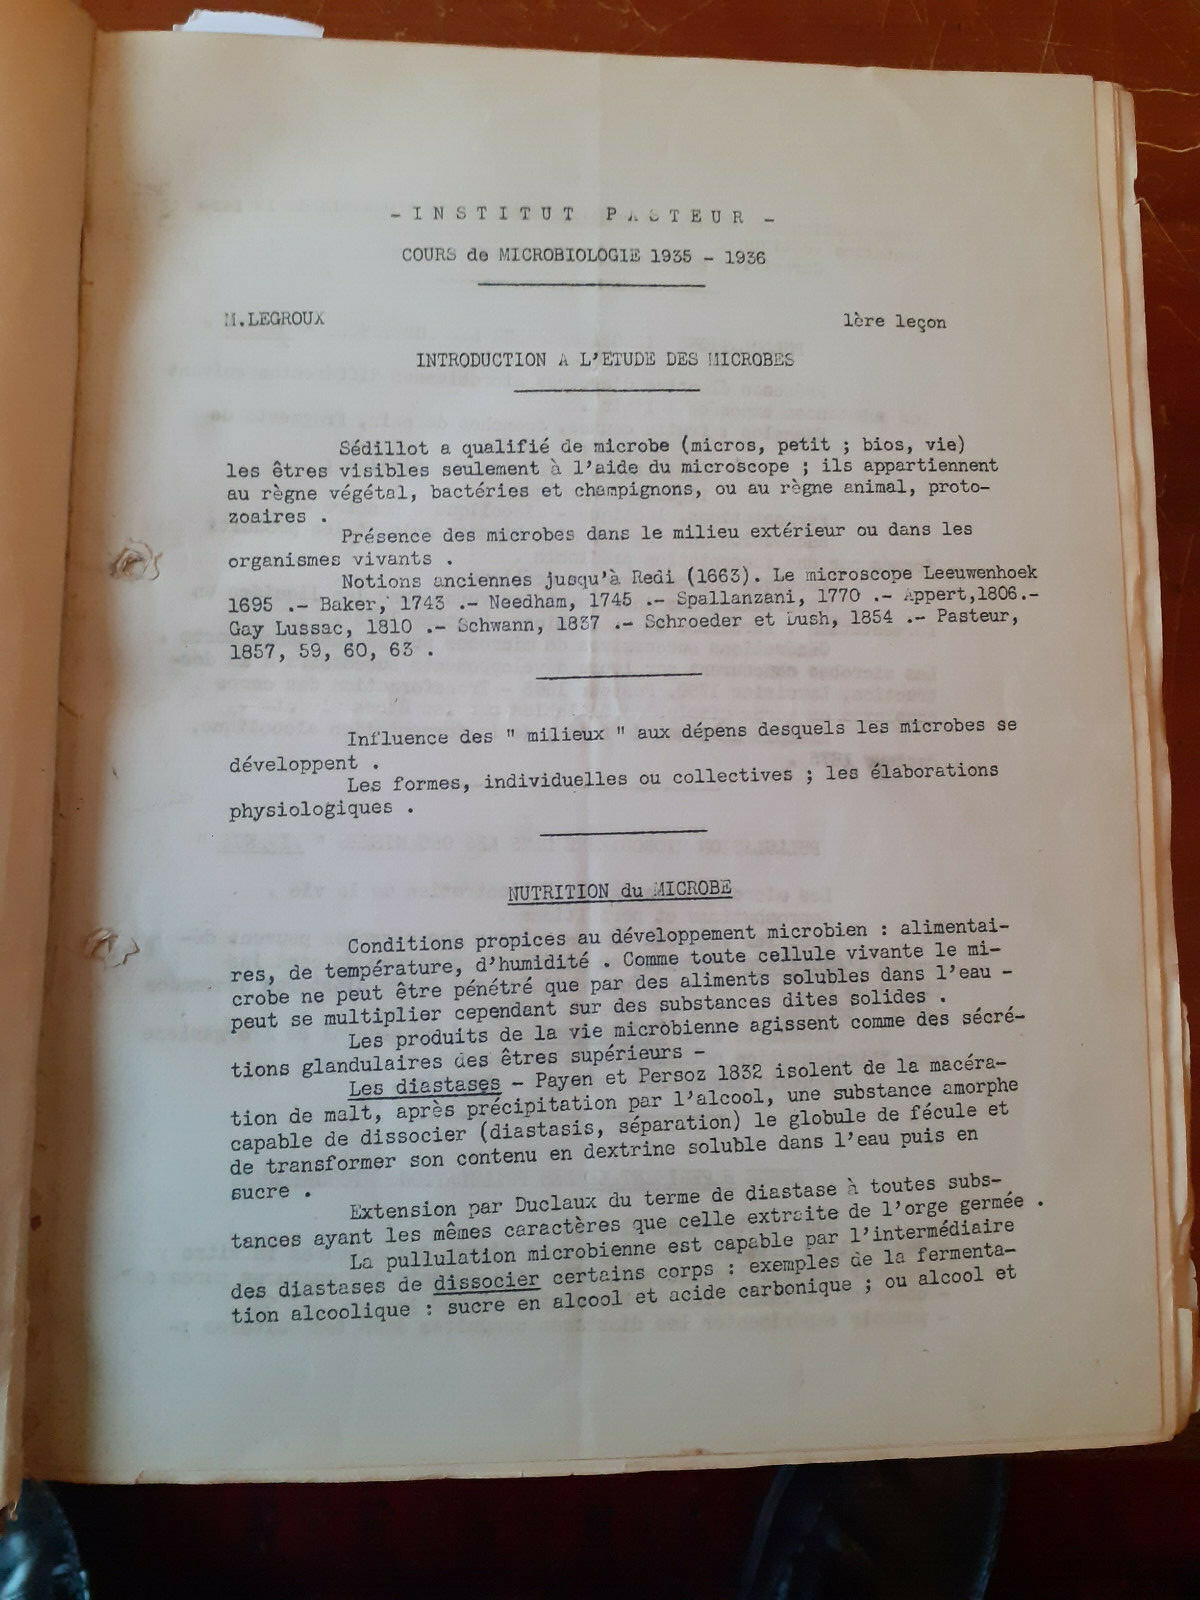 - INSTITUT PASTEUR -
COURS de MICROBIOLOGIE 1935 - 1936
M.LEGROUX
1ère leçon
INTRODUCTION A L'ETUDE DES MICROBES
Sédillot a qualifié de microbe (micros, petit ; bios, vie)
les êtres visibles seulement à l'aide du microscope ; ils appartiennent
au règne végétal, bactéries et champignons, ou au règne animal, proto-
zoaires .
Présence des microbes dans le milieu extérieur ou dans les
organismes vivants .
Notions anciennes jusqu'à Redi (1663). Le microscope Leeuwenhoek
1695 .- Baker, 1743 .- Needham, 1745 .- Spallanzani, 1770 .- Appert,1806.-
Gay Lussac, 1810 .- Schwann, 1837 .- Schroeder et Dush, 1854 .- Pasteur,
1857, 59, 60, 63 .
Influence des " milieux " aux dépens desquels les microbes se
développent .
Les formes, individuelles ou collectives ; les élaborations
physiologiques .
NUTRITION du MICROBE
Conditions propices au développement microbien : alimentai-
res, de température, d'humidité . Comme toute cellule vivante le mi-
crobe ne peut être pénétré que par des aliments solubles dans l'eau -
peut se multiplier cependant sur des substances dites solides .
Les produits de la vie microbienne agissent comme des sécré-
tions glandulaires des êtres supérieurs -
Les diastases - Payen et Persoz 1832 isolent de la macéra-
tion de malt, après précipitation par l'alcool, une substance amorphe
capable de dissocier (diastasis, séparation) le globule de fécule et
de transformer son contenu en dextrine soluble dans l'eau puis en
sucre .
Extension par Duclaux du terme de diastase à toutes subs-
tances ayant les mêmes caractères que celle extraite de l'orge germée .
La pullulation microbienne est capable par l'intermédiaire
des diastases de dissocier certains corps : exemples de la fermenta-
tion alcoolique : sucre en alcool et acide carbonique ; ou alcool et